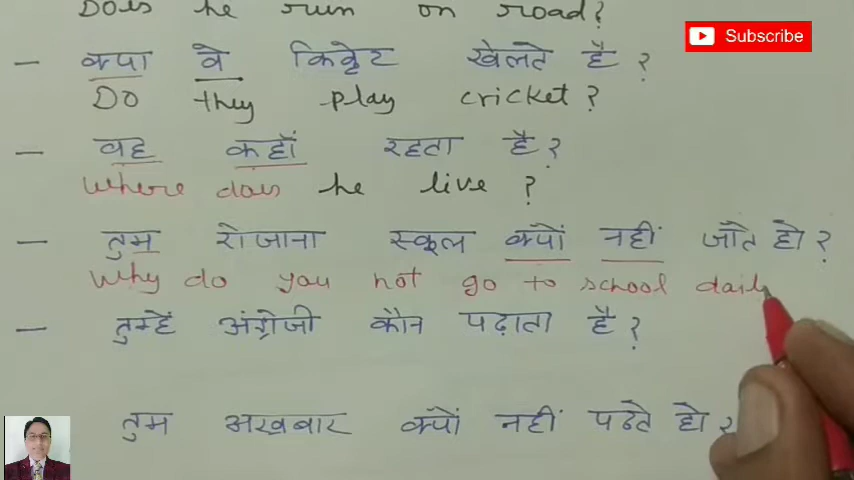 Does he run on road?
Subscribe
— क्या वे क्रिकेट खेलते है ?
Do they play cricket ?
— वह कहाँ रहता है ?
Where does he live ?
— तुम रोजाना स्कूल क्यों नहीं जाते हो ?
Why do you not go to school daily
— तुम्हें अंग्रेजी कौन पढ़ाता है ?
तुम अखबार क्यों नहीं पढते हो ?